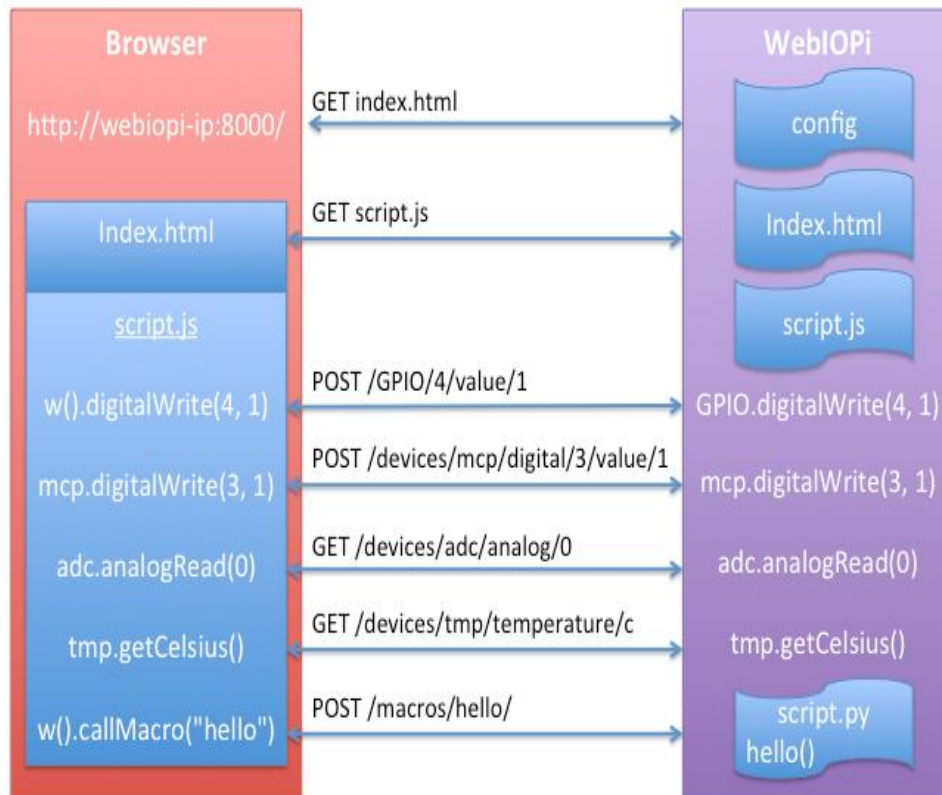 Browser
http://webiopi-ip:8000/
Index.html
script.js
w().digitalWrite(4, 1)
mcp.digitalWrite(3, 1)
adc.analogRead(0)
tmp.getCelsius()
w().callMacro("hello")
GET index.html
GET script.js
POST /GPIO/4/value/1
POST /devices/mcp/digital/3/value/1
GET /devices/adc/analog/0
GET /devices/tmp/temperature/c
POST /macros/hello/
WebIOPi
config
Index.html
script.js
GPIO.digitalWrite(4, 1)
mcp.digitalWrite(3, 1)
adc.analogRead(0)
tmp.getCelsius()
script.py
hello()